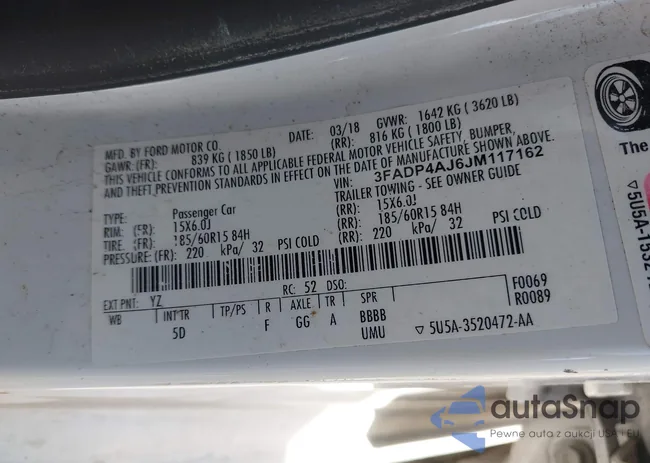 DATE: 03/18 GVWR: 1642 KG ( 3620 LB)
MFD. BY FORD MOTOR CO.
GAWR: (FR): 839 KG ( 1850 LB) (RR): 816 KG ( 1800 LB)
THIS VEHICLE CONFORMS TO ALL APPLICABLE FEDERAL MOTOR VEHICLE SAFETY, BUMPER,
AND THEFT PREVENTION STANDARDS IN EFFECT ON THE DATE OF MANUFACTURE SHOWN ABOVE.
VIN: 3FADP4AJ6JM117162
TYPE: Passenger Car TRAILER TOWING - SEE OWNER GUIDE
RIM: (FR): 15X6.0J (RR): 15X6.0J
TIRE: (FR): 185/60R15 84H (RR): 185/60R15 84H
PRESSURE: (FR): 220 kPa/ 32 PSI COLD (RR): 220 kPa/ 32 PSI COLD
EXT PNT: YZ RC: 52 DSO: F0069
R0089
WB INT TR TP/PS R AXLE TR SPR
5D F GG A BBBB
UMU ▽ 5U5A-3520472-AA
The
autaSnap
Pewne auta z aukcji USA i EU